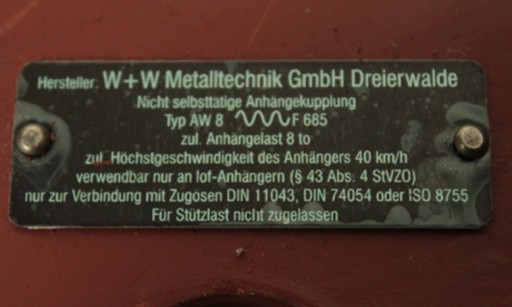 Hersteller: W+W Metalltechnik GmbH Dreierwalde
Nicht selbsttätige Anhängekupplung
Typ AW 8 F 685
zul. Anhängelast 8 to
zul. Höchstgeschwindigkeit des Anhängers 40 km/h
verwendbar nur an lof-Anhängern (§ 43 Abs. 4 StVZO)
nur zur Verbindung mit Zugösen DIN 11043, DIN 74054 oder ISO 8755
Für Stützlast nicht zugelassen